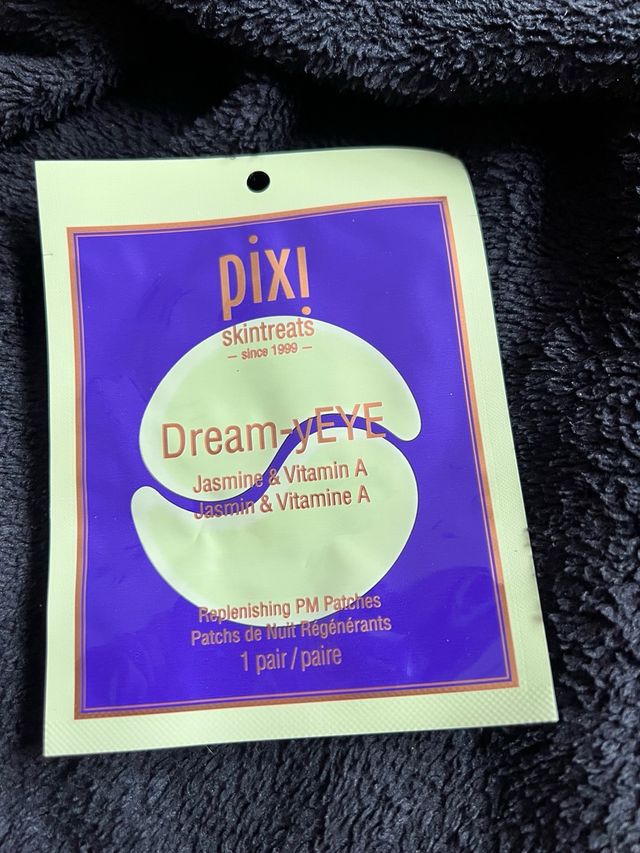 pixi
skintreats
– since 1999 –
Dream-yEYE
Jasmine & Vitamin A
Jasmin & Vitamine A
Replenishing PM Patches
Patchs de Nuit Régénérants
1 pair/paire